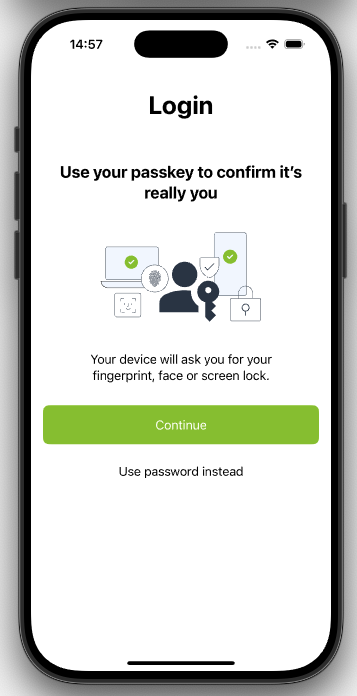 14:57
Login
Use your passkey to confirm it’s
really you
Your device will ask you for your
fingerprint, face or screen lock.
Continue
Use password instead